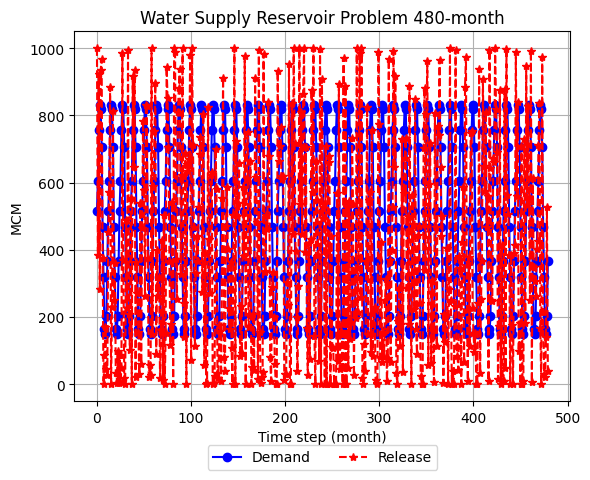 Water Supply Reservoir Problem 480-month
MCM
1000
800
600
400
200
0
0 100 200 300 400 500
Time step (month)
Demand Release